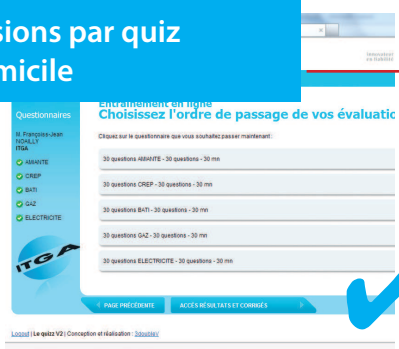 sions par quiz
micile
Questionnaires
M. Françoise-Jean
NOAILLY
ITGA
AMIANTE
CREP
BATI
GAZ
ELECTRICITE
ITGA
Entraînement en ligne
Choisissez l'ordre de passage de vos évaluatio
Cliquez sur le questionnaire que vous souhaitez passer maintenant :
30 questions AMIANTE - 30 questions - 30 mn
30 questions CREP - 30 questions - 30 mn
30 questions BATI - 30 questions - 30 mn
30 questions GAZ - 30 questions - 30 mn
30 questions ELECTRICITE - 30 questions - 30 mn
PAGE PRÉCÉDENTE
ACCÈS RÉSULTATS ET CORRIGÉS
Logout | Le quizz V2 | Conception et réalisation : 3doubleV